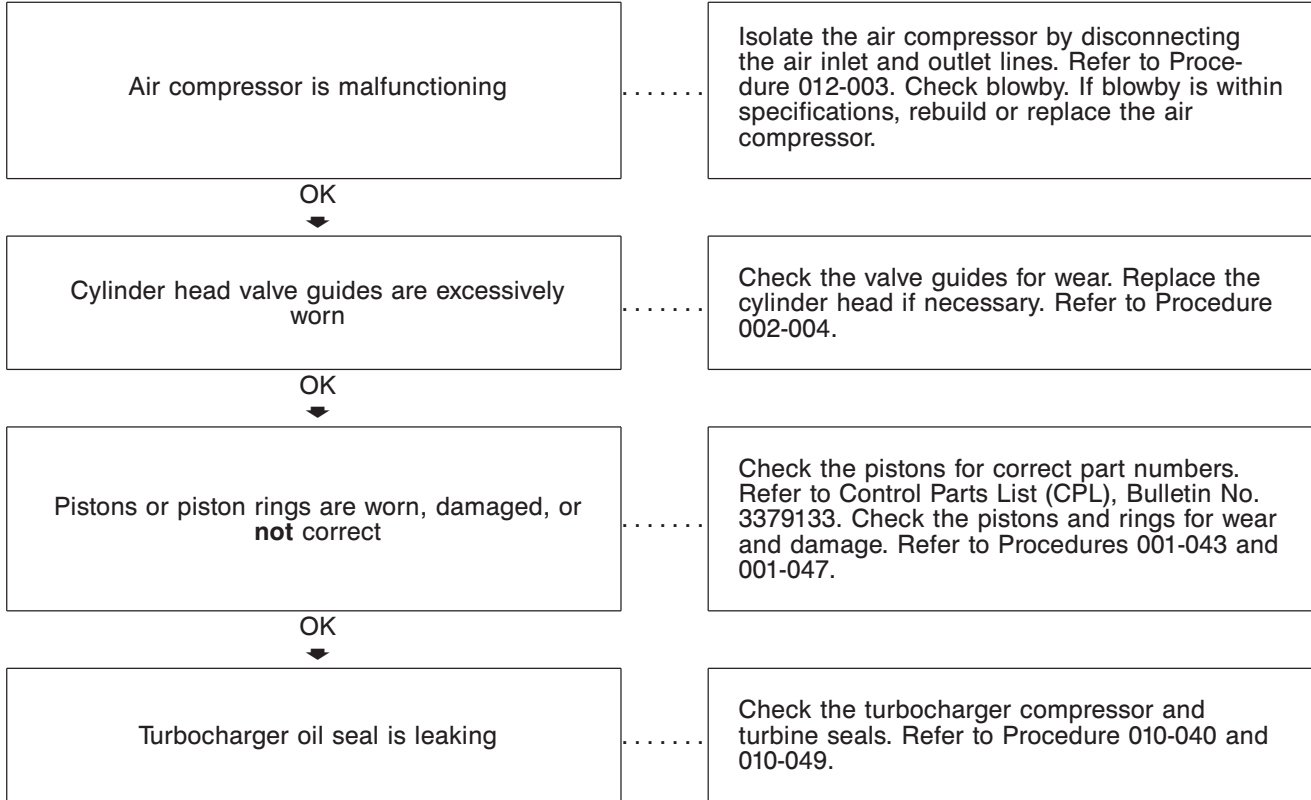 Air compressor is malfunctioning
.......
Isolate the air compressor by disconnecting
the air inlet and outlet lines. Refer to Proce-
dure 012-003. Check blowby. If blowby is within
specifications, rebuild or replace the air
compressor.
OK
Cylinder head valve guides are excessively
worn
.......
Check the valve guides for wear. Replace the
cylinder head if necessary. Refer to Procedure
002-004.
OK
Pistons or piston rings are worn, damaged, or
not correct
.......
Check the pistons for correct part numbers.
Refer to Control Parts List (CPL), Bulletin No.
3379133. Check the pistons and rings for wear
and damage. Refer to Procedures 001-043 and
001-047.
OK
Turbocharger oil seal is leaking
.......
Check the turbocharger compressor and
turbine seals. Refer to Procedure 010-040 and
010-049.